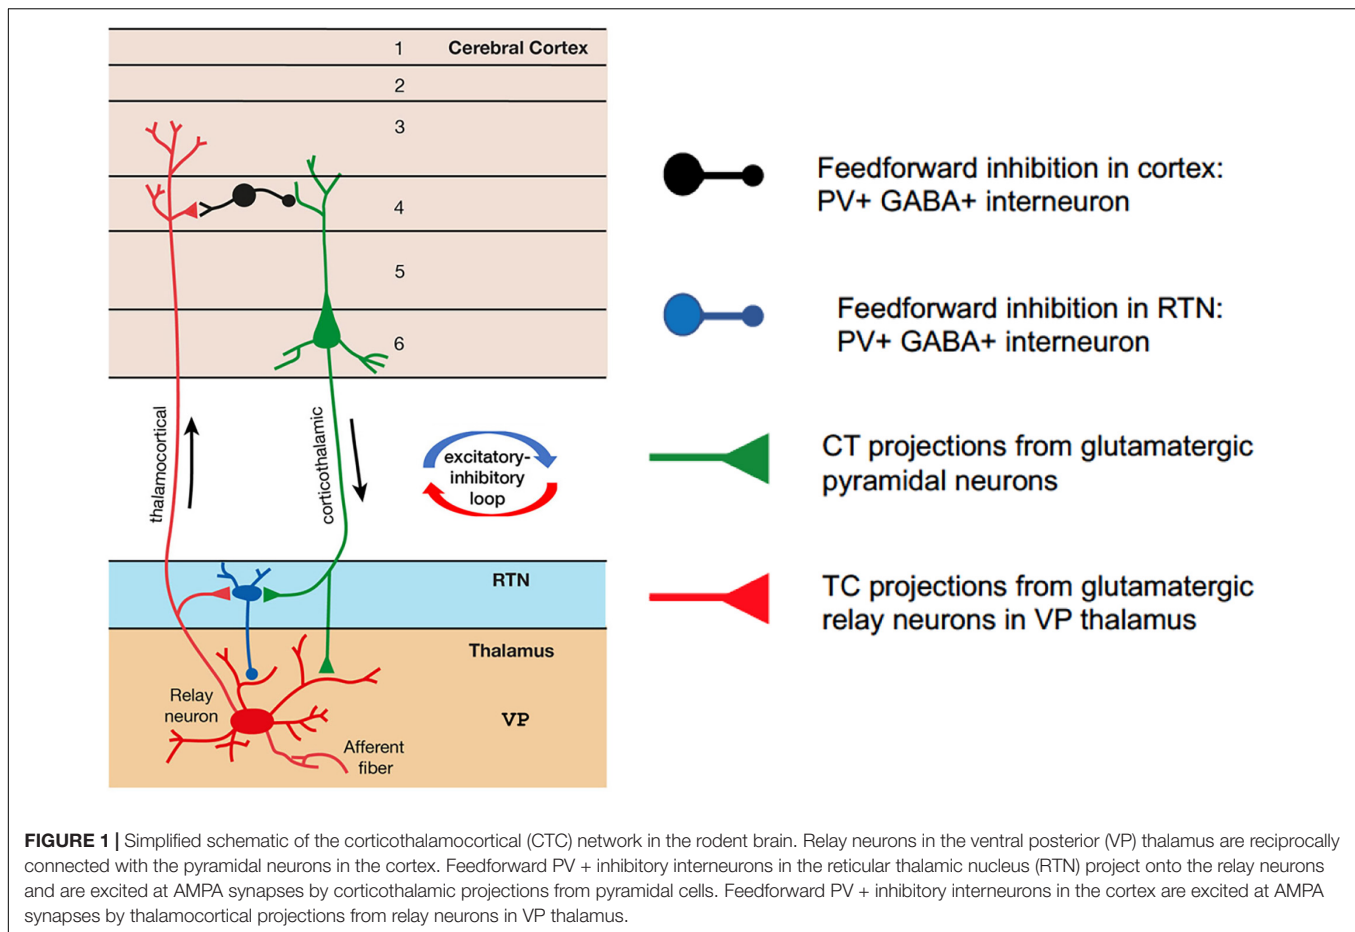 1 Cerebral Cortex
2
3
4
5
6
thalamocortical
corticothalamic
excitatory-
inhibitory
loop
RTN
Thalamus
VP
Relay
neuron
Afferent
fiber
Feedforward inhibition in cortex:
PV+ GABA+ interneuron
Feedforward inhibition in RTN:
PV+ GABA+ interneuron
CT projections from glutamatergic
pyramidal neurons
TC projections from glutamatergic
relay neurons in VP thalamus
FIGURE 1 | Simplified schematic of the corticothalamocortical (CTC) network in the rodent brain. Relay neurons in the ventral posterior (VP) thalamus are reciprocally
connected with the pyramidal neurons in the cortex. Feedforward PV + inhibitory interneurons in the reticular thalamic nucleus (RTN) project onto the relay neurons
and are excited at AMPA synapses by corticothalamic projections from pyramidal cells. Feedforward PV + inhibitory interneurons in the cortex are excited at AMPA
synapses by thalamocortical projections from relay neurons in VP thalamus.